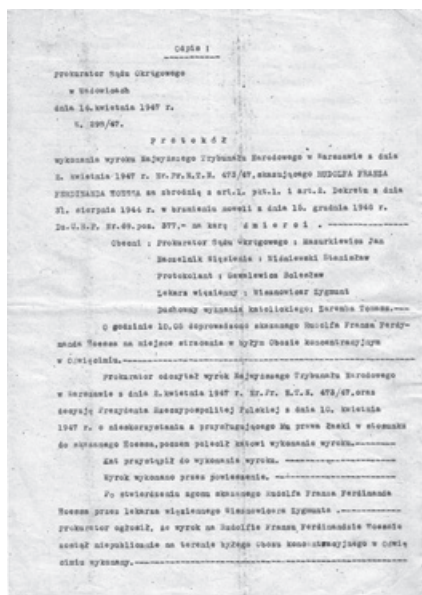 Odpis :
Prokurator Sądu Okręgowego
w Wadowicach
dnia 16.kwietnia 1947 r.
Protokół
wykonania wyroku Najwyższego Trybunału Narodowego w Warszawie z dnia
2. kwietnia 1947 r. Nr.Pr.N.T.N. 473/47,skazującego RUDOLFA FRANZA
FERDINANDA HOESSA za zbrodnię z art.1. pkt.1. i art.2. Dekretu z dnia
31. sierpnia 1944 r. w brzmieniu noweli z dnia 16. grudnia 1946 r.
Dz.U.R.P. Nr.69.poz. 377,- na karę śmierci .
Obecni : Prokurator Sądu Okręgowego : Mazurkiewicz Jan
Naczelnik Więzienia : Wiśniewski Stanisław
Protokolant : Kowalewicz Bolesław
Lekarz więzienny : Zygmunt
Duchowny wyznania katolickiego: Zaremba Tomasz.
O godzinie 10.08 doprowadzono skazanego Rudolfa Franza Ferdy-
nanda Hoessa na miejsce stracenia w byłym Obozie koncentracyjnym
w Oświęcimiu.
Prokurator odczytał wyrok Najwyższego Trybunału Narodowego
w Warszawie z dnia 2.kwietnia 1947 r. Nr.Pr. N.T.N. 473/47,oraz
decyzję Prezydenta Rzeczypospolitej Polskiej z dnia 10. kwietnia
1947 r. o nieskorzystaniu z przysługującego Mu prawa łaski w stosunku
do skazanego Hoessa,poczem polecił katowi wykonanie wyroku.
Kat przystąpił do wykonania wyroku.
Wyrok wykonano przez powieszenie.
Po stwierdzeniu zgonu skazanego Rudolfa Franza Ferdinanda
Hoessa przez lekarza więziennego Zygmunta .
prokurator ogłosił, że wyrok na Rudolfie Franzu Ferdinandzie Hoessie
został niepublicznie na terenie byłego Obozu koncentracyjnego w Oświę
cimiu wykonany.